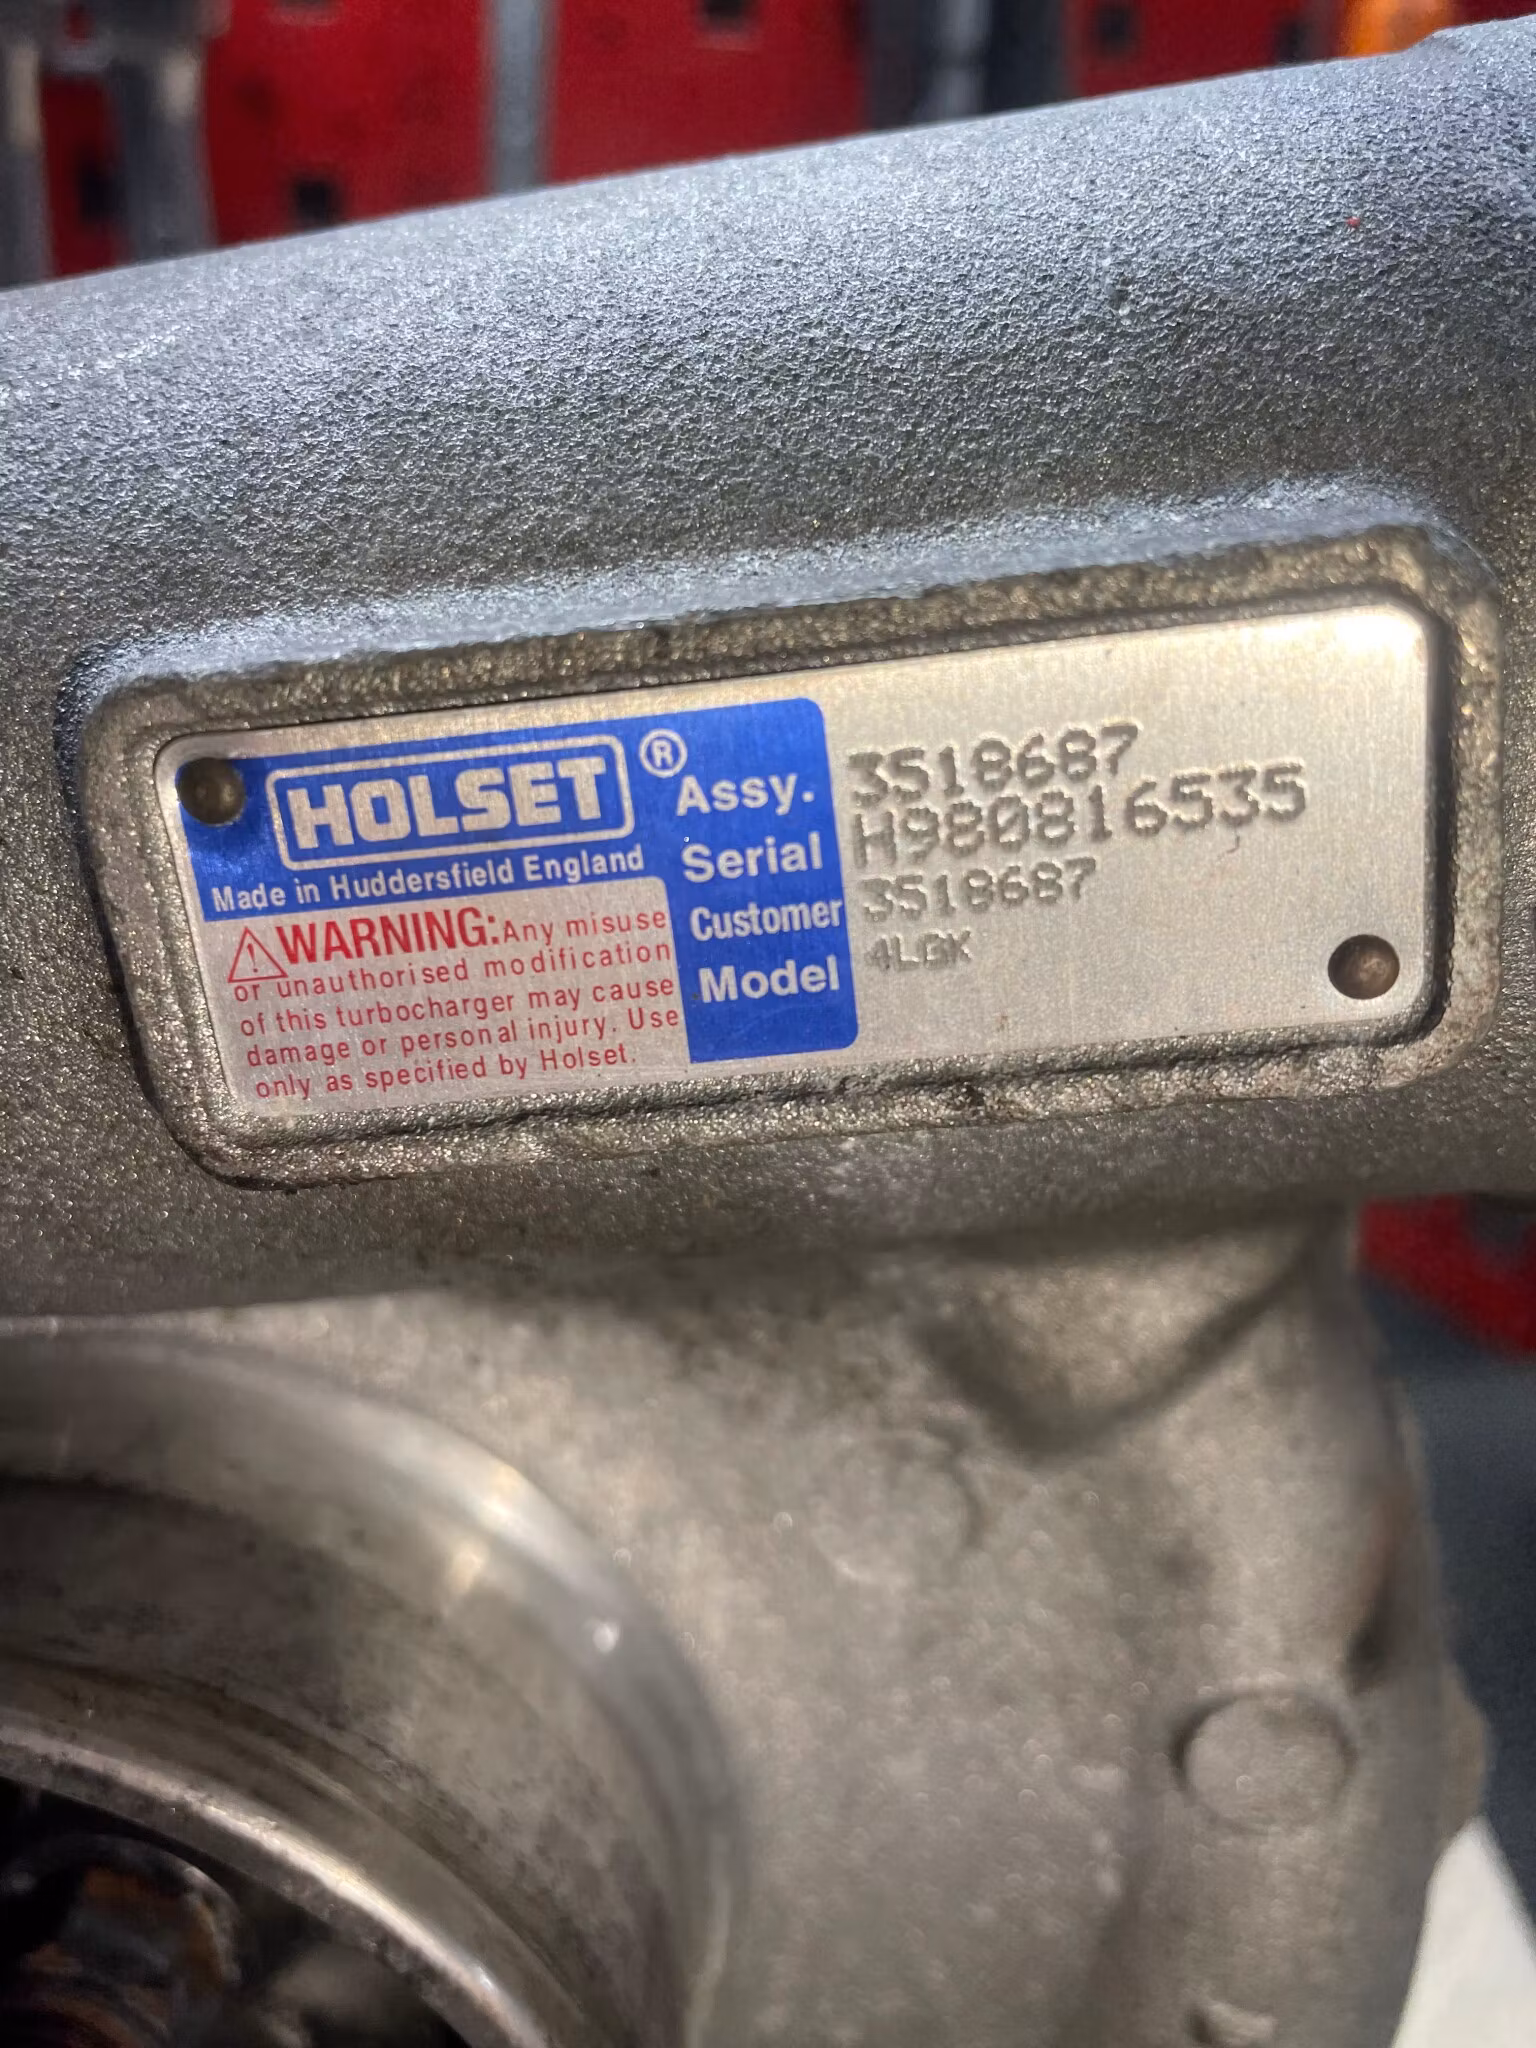 HOLSET ®
Made in Huddersfield England
WARNING: Any misuse
or unauthorised modification
of this turbocharger may cause
damage or personal injury. Use
only as specified by Holset.
Assy. 3518687
Serial H980816535
Customer 3518687
Model 4LGK